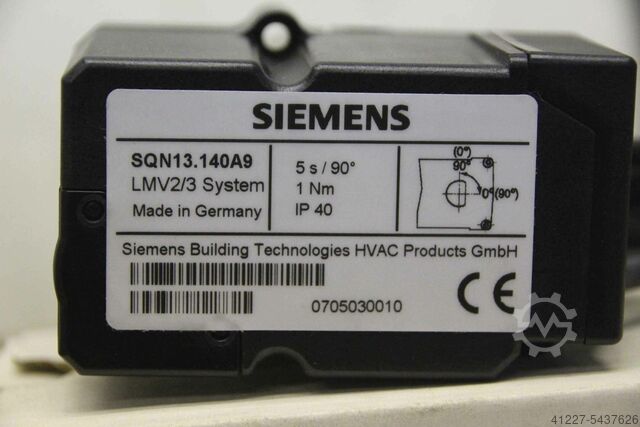 SIEMENS
SQN13.140A9
LMV2/3 System
Made in Germany
5 s / 90°
1 Nm
IP 40
(0°)
90°
0°(90°)
Siemens Building Technologies HVAC Products GmbH
0705030010
CE
41227-5437626